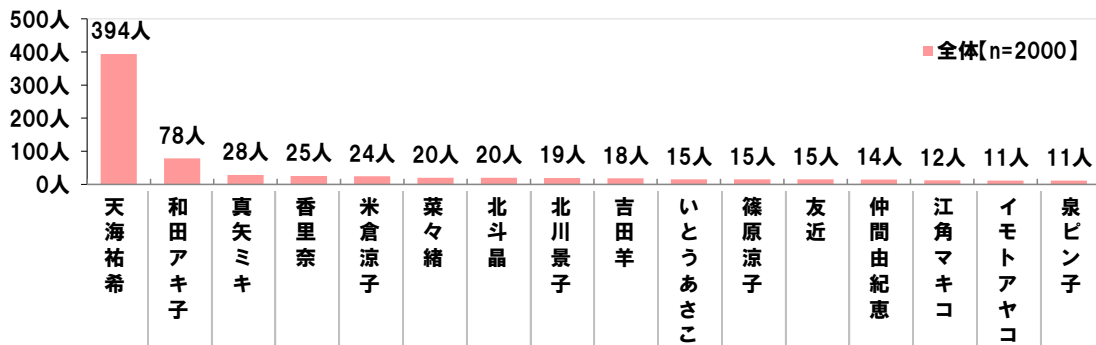 500人
400人
300人
200人
100人
0人
全体【n=2000】
394人
78人
28人
25人
24人
20人
20人
19人
18人
15人
15人
15人
14人
12人
11人
11人
天海祐希
和田アキ子
真矢ミキ
香里奈
米倉涼子
菜々緒
北斗晶
北川景子
吉田羊
いとうあさこ
篠原涼子
友近
仲間由紀恵
江角マキコ
イモトアヤコ
泉ピン子